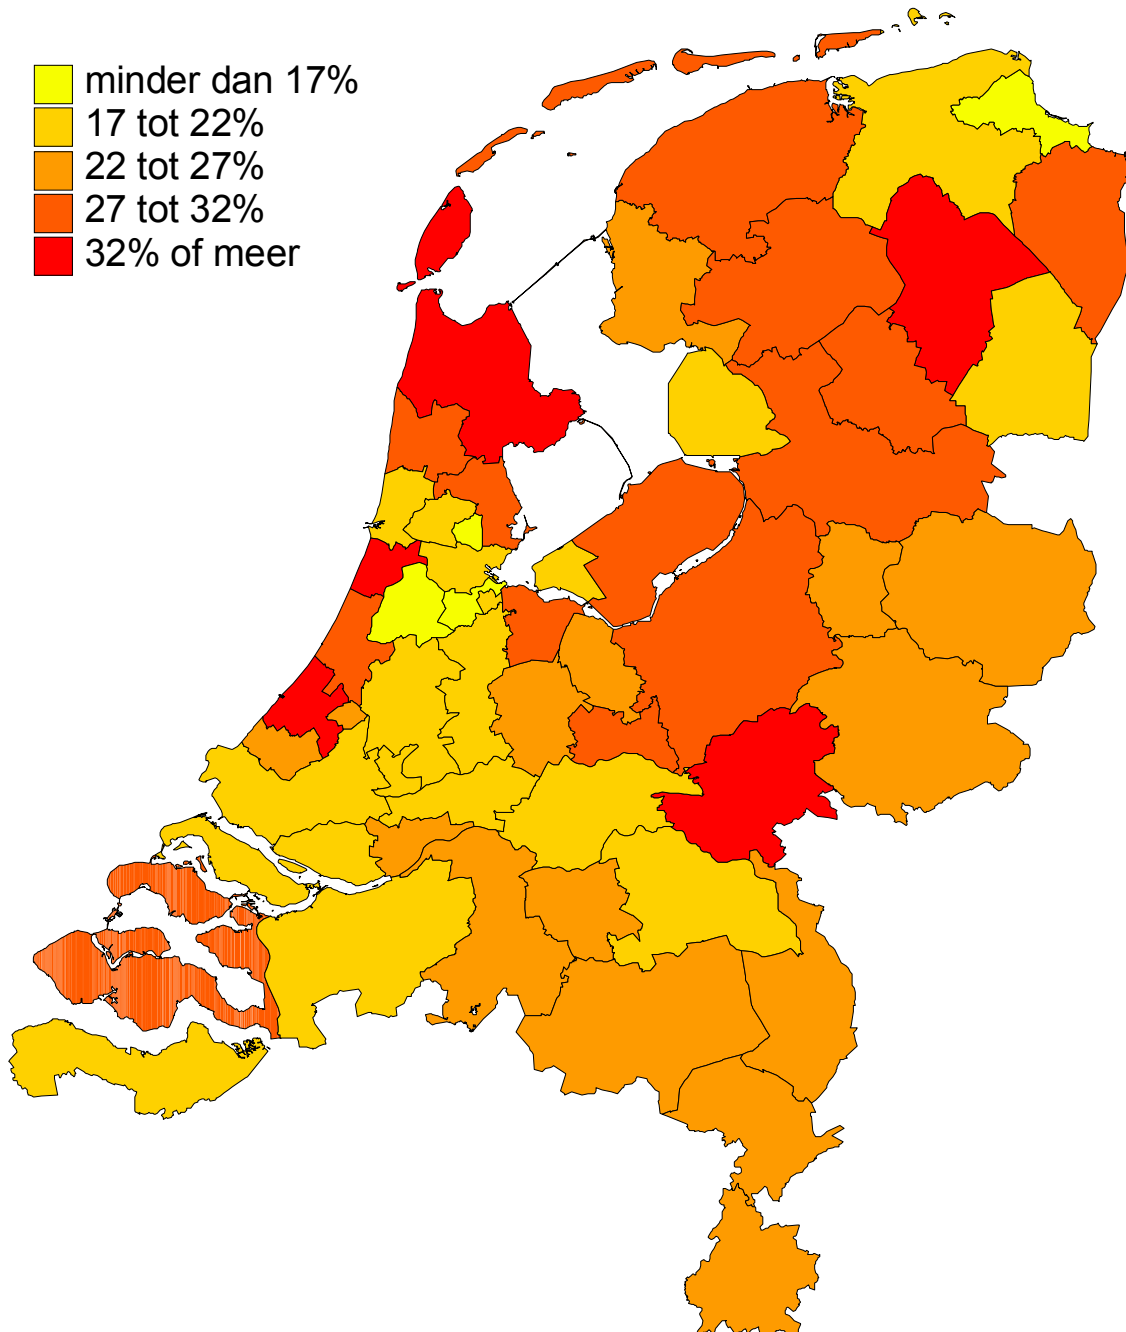 minder dan 17%
17 tot 22%
22 tot 27%
27 tot 32%
32% of meer